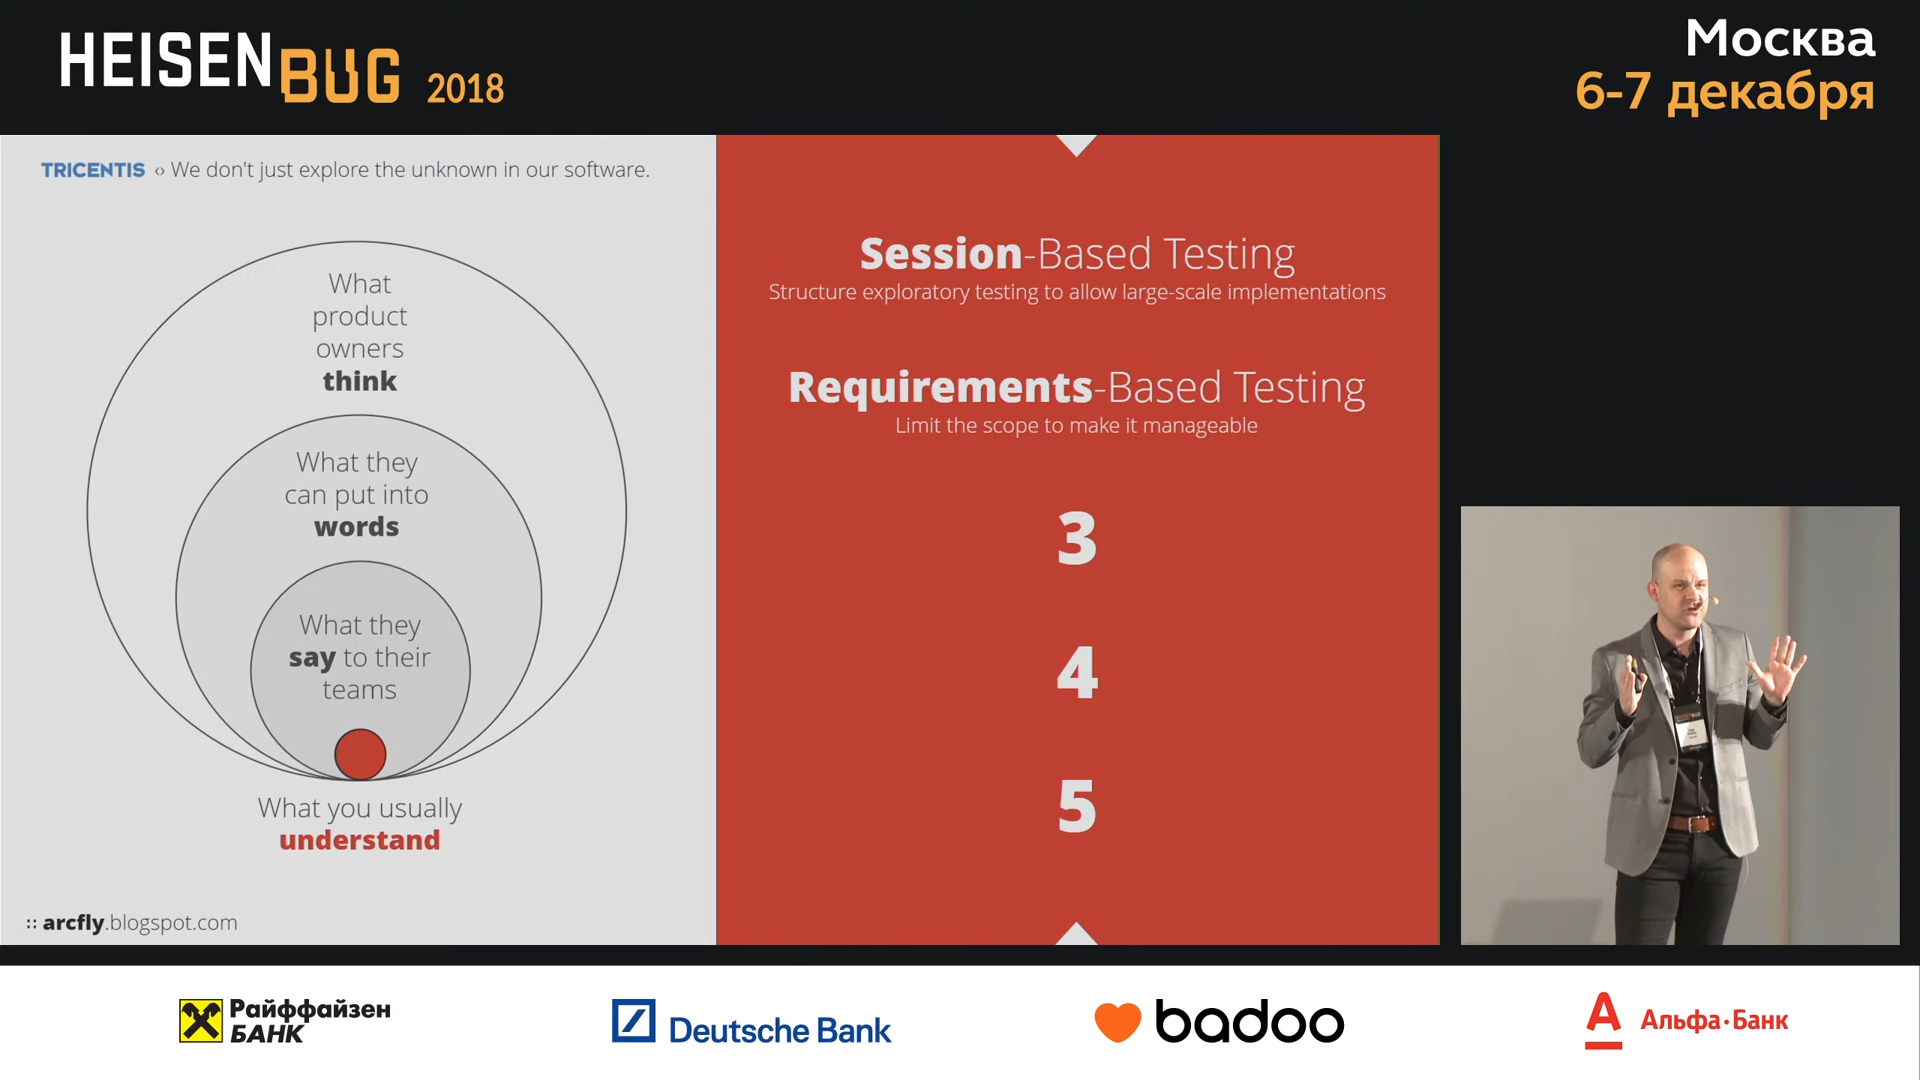 HEISENBUG 2018
Москва
6-7 декабря
TRICENTIS ‹› We don't just explore the unknown in our software.
What
product
owners
think
What they
can put into
words
What they
say to their
teams
What you usually
understand
:: arcfly.blogspot.com
Session-Based Testing
Structure exploratory testing to allow large-scale implementations
Requirements-Based Testing
Limit the scope to make it manageable
3
4
5
Райффайзен
БАНК
Deutsche Bank
badoo
А
Альфа·Банк